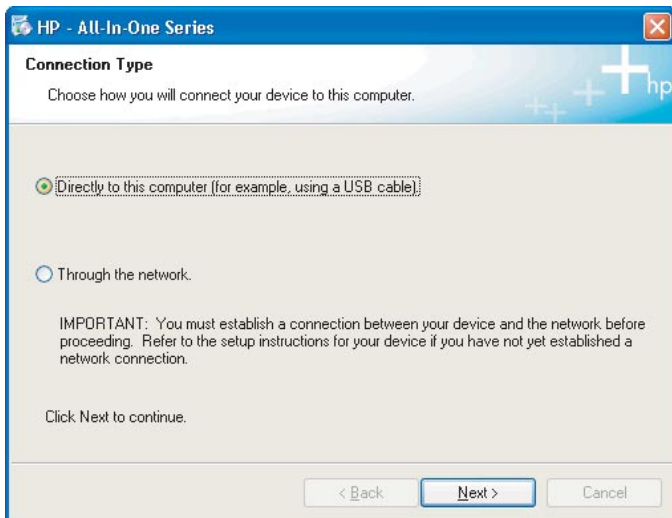 HP - All-In-One Series
Connection Type
Choose how you will connect your device to this computer.
hp
Directly to this computer (for example, using a USB cable).
Through the network.
IMPORTANT: You must establish a connection between your device and the network before
proceeding. Refer to the setup instructions for your device if you have not yet established a
network connection.
Click Next to continue.
< Back Next > Cancel